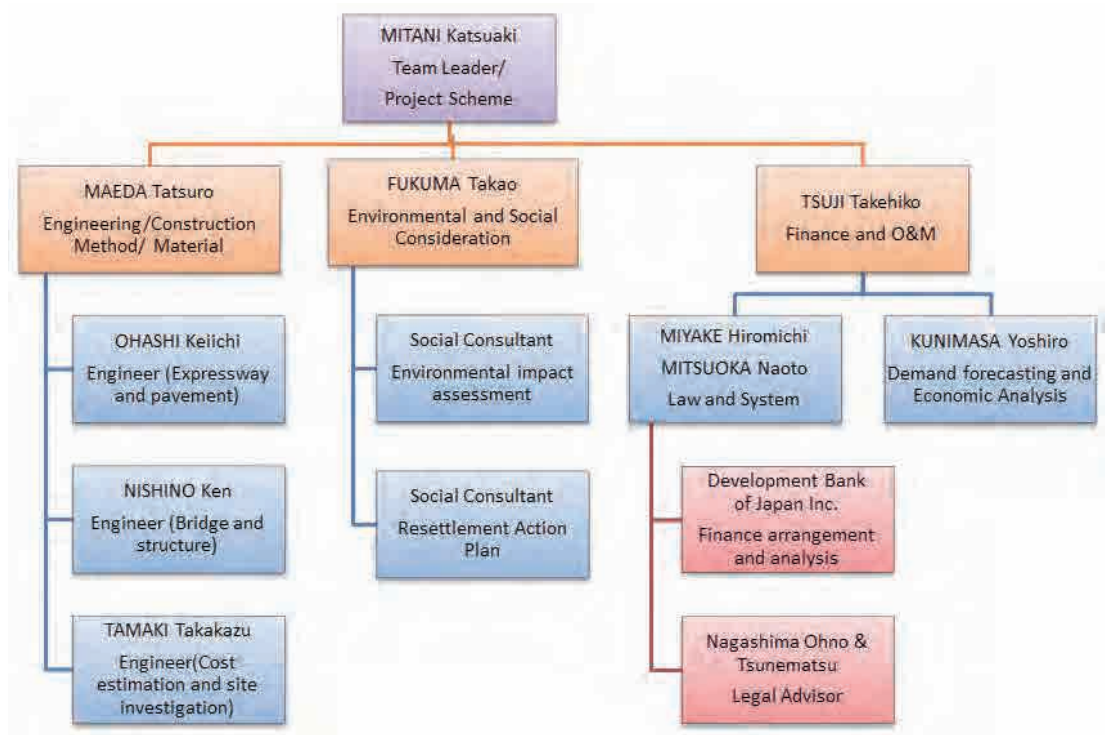 MITANI Katsuaki
Team Leader/
Project Scheme
MAEDA Tatsuro
Engineering/Construction
Method/ Material
FUKUMA Takao
Environmental and Social
Consideration
TSUJI Takehiko
Finance and O&M
OHASHI Keiichi
Engineer (Expressway
and pavement)
NISHINO Ken
Engineer (Bridge and
structure)
TAMAKI Takakazu
Engineer(Cost
estimation and site
investigation)
Social Consultant
Environmental impact
assessment
Social Consultant
Resettlement Action
Plan
MIYAKE Hiromichi
MITSUOKA Naoto
Law and System
KUNIMASA Yoshiro
Demand forecasting and
Economic Analysis
Development Bank
of Japan Inc.
Finance arrangement
and analysis
Nagashima Ohno &
Tsunematsu
Legal Advisor